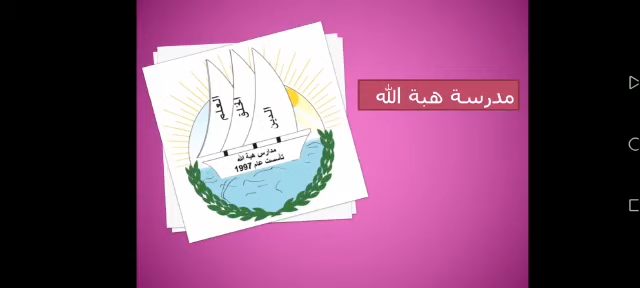 مدرسة هبة الله
العلم
الخلق
الدين
مدارس هبة الله
تأسست عام 1997